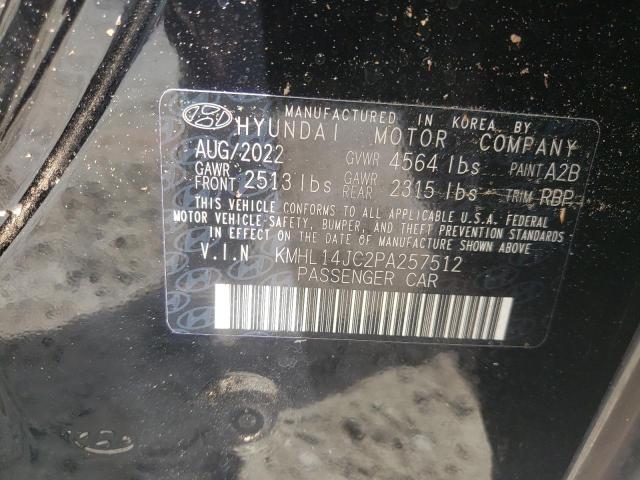 MANUFACTURED IN KOREA BY
HYUNDAI MOTOR COMPANY
AUG/2022 GVWR 4564 lbs PAINT A2B
GAWR FRONT 2513 lbs GAWR REAR 2315 lbs TRIM RBP
THIS VEHICLE CONFORMS TO ALL APPLICABLE U.S.A. FEDERAL
MOTOR VEHICLE SAFETY, BUMPER, AND THEFT PREVENTION STANDARDS
IN EFFECT ON THE DATE OF MANUFACTURE SHOWN ABOVE.
V.I.N KMHL14JC2PA257512
PASSENGER CAR